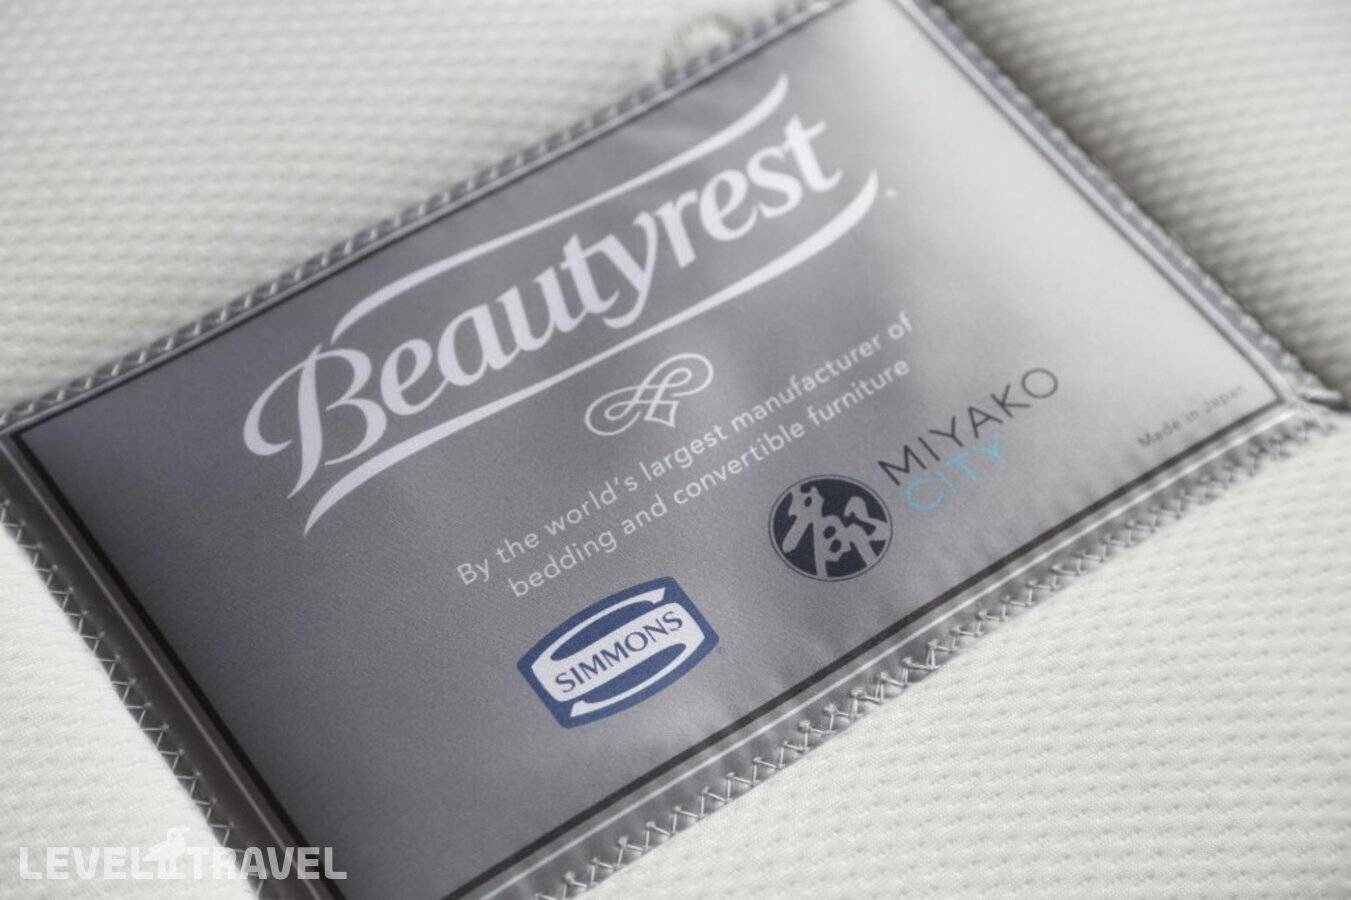 Beautyrest.
By the world's largest manufacturer of
bedding and convertible furniture
SIMMONS
都
MIYAKO
CITY
Made in Japan
LEVEL TRAVEL